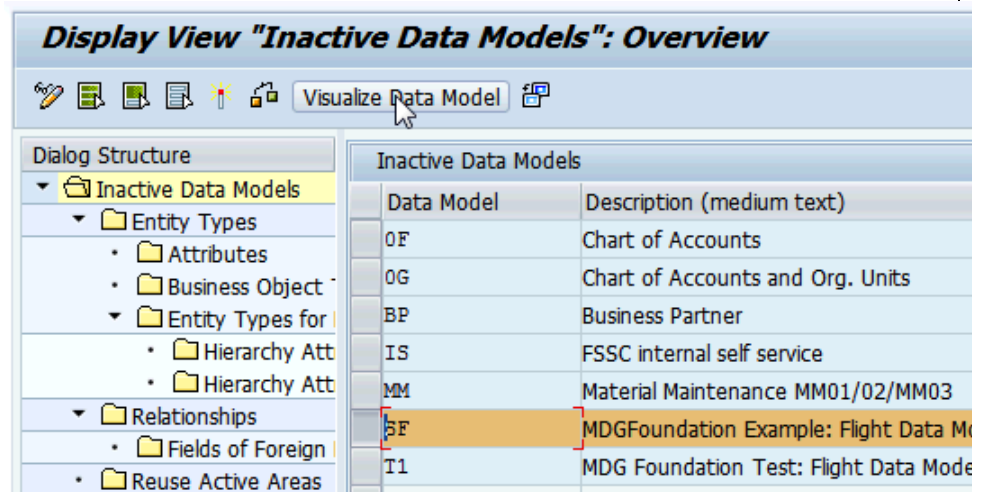 Display View "Inactive Data Models": Overview
Visualize Data Model
Dialog Structure
Inactive Data Models
Entity Types
Attributes
Business Object
Entity Types for
Hierarchy Att
Hierarchy Att
Relationships
Fields of Foreign
Reuse Active Areas
Inactive Data Models
Data Model Description (medium text)
0F Chart of Accounts
0G Chart of Accounts and Org. Units
BP Business Partner
IS FSSC internal self service
MM Material Maintenance MM01/02/MM03
SF MDGFoundation Example: Flight Data Mo
T1 MDG Foundation Test: Flight Data Mode